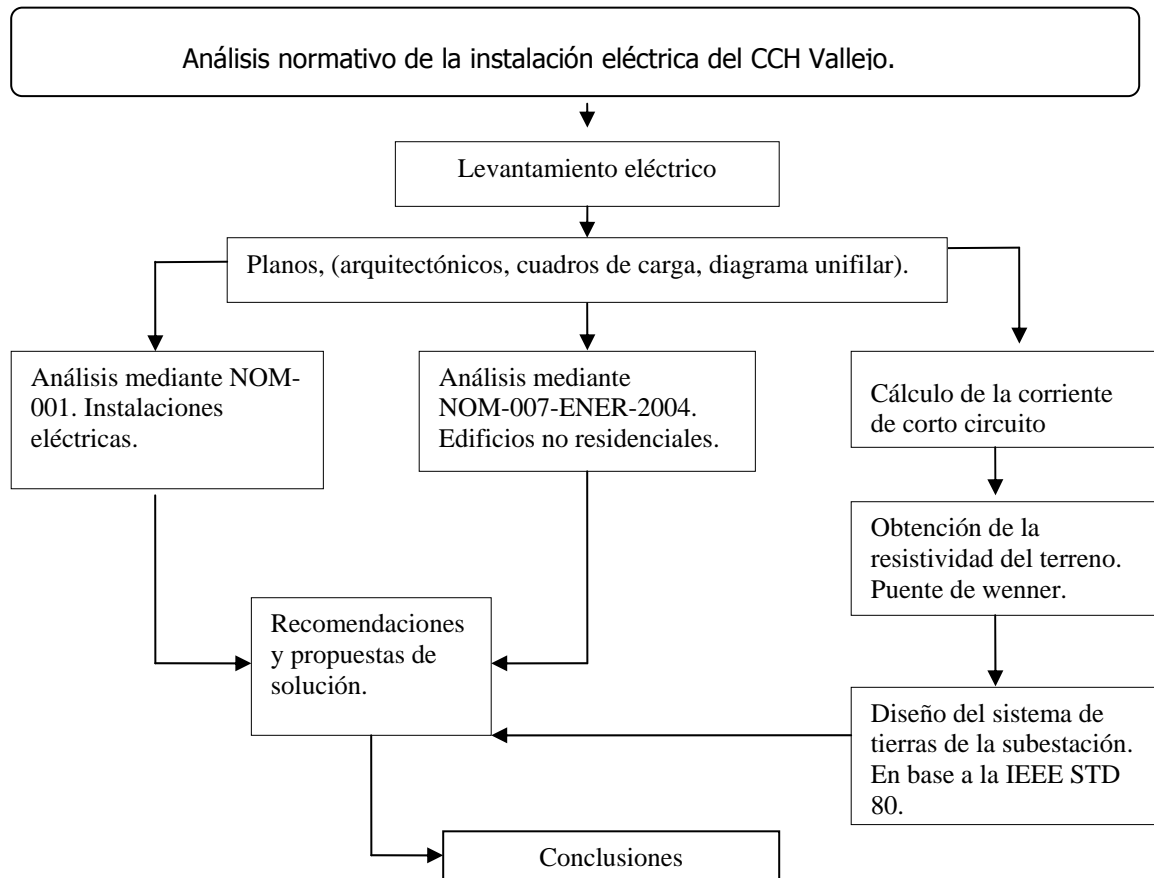 Análisis normativo de la instalación eléctrica del CCH Vallejo.
Levantamiento eléctrico
Planos, (arquitectónicos, cuadros de carga, diagrama unifilar).
Análisis mediante NOM-
001. Instalaciones
eléctricas.
Análisis mediante
NOM-007-ENER-2004.
Edificios no residenciales.
Cálculo de la corriente
de corto circuito
Obtención de la
resistividad del terreno.
Puente de wenner.
Recomendaciones
y propuestas de
solución.
Diseño del sistema de
tierras de la subestación.
En base a la IEEE STD
80.
Conclusiones